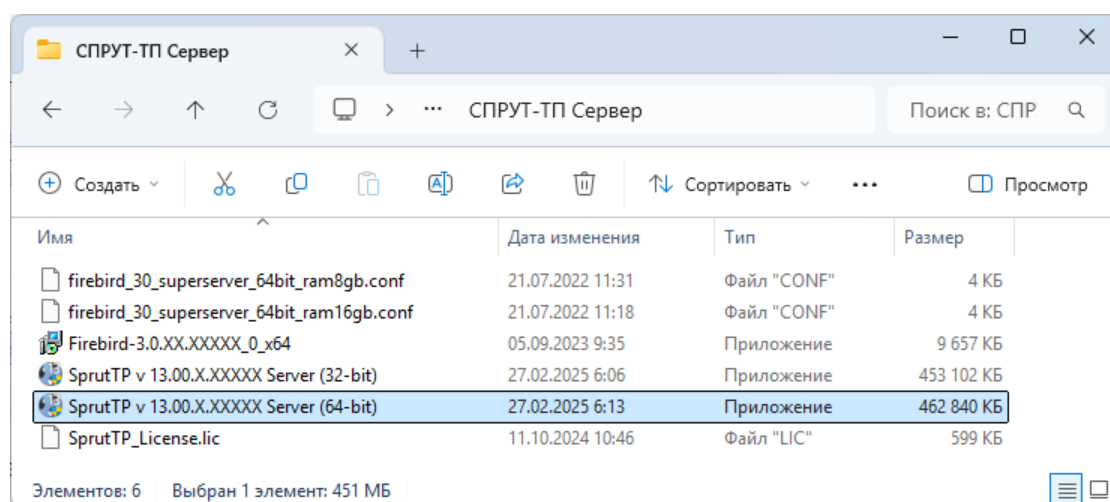 СПРУТ-ТП Сервер
СПРУТ-ТП Сервер Поиск в: СПР
Создать Сортировать Просмотр
Имя Дата изменения Тип Размер
firebird_30_superserver_64bit_ram8gb.conf 21.07.2022 11:31 Файл "CONF" 4 КБ
firebird_30_superserver_64bit_ram16gb.conf 21.07.2022 11:18 Файл "CONF" 4 КБ
Firebird-3.0.XX.XXXXX_0_x64 05.09.2023 9:35 Приложение 9 657 КБ
SprutTP v 13.00.X.XXXXX Server (32-bit) 27.02.2025 6:06 Приложение 453 102 КБ
SprutTP v 13.00.X.XXXXX Server (64-bit) 27.02.2025 6:13 Приложение 462 840 КБ
SprutTP_License.lic 11.10.2024 10:46 Файл "LIC" 599 КБ
Элементов: 6 Выбран 1 элемент: 451 МБ